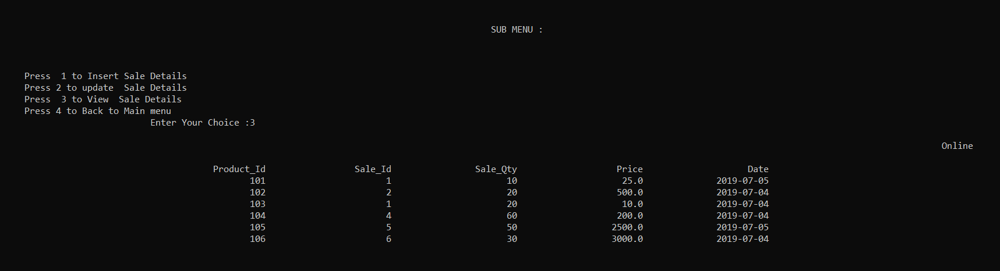 SUB MENU :
Press  1 to Insert Sale Details
Press 2 to update  Sale Details
Press  3 to View  Sale Details
Press 4 to Back to Main menu
Enter Your Choice :3
Online
Product_Id Sale_Id Sale_Qty Price Date
101 1 10 25.0 2019-07-05
102 2 20 500.0 2019-07-04
103 1 20 10.0 2019-07-04
104 4 60 200.0 2019-07-04
105 5 50 2500.0 2019-07-05
106 6 30 3000.0 2019-07-04